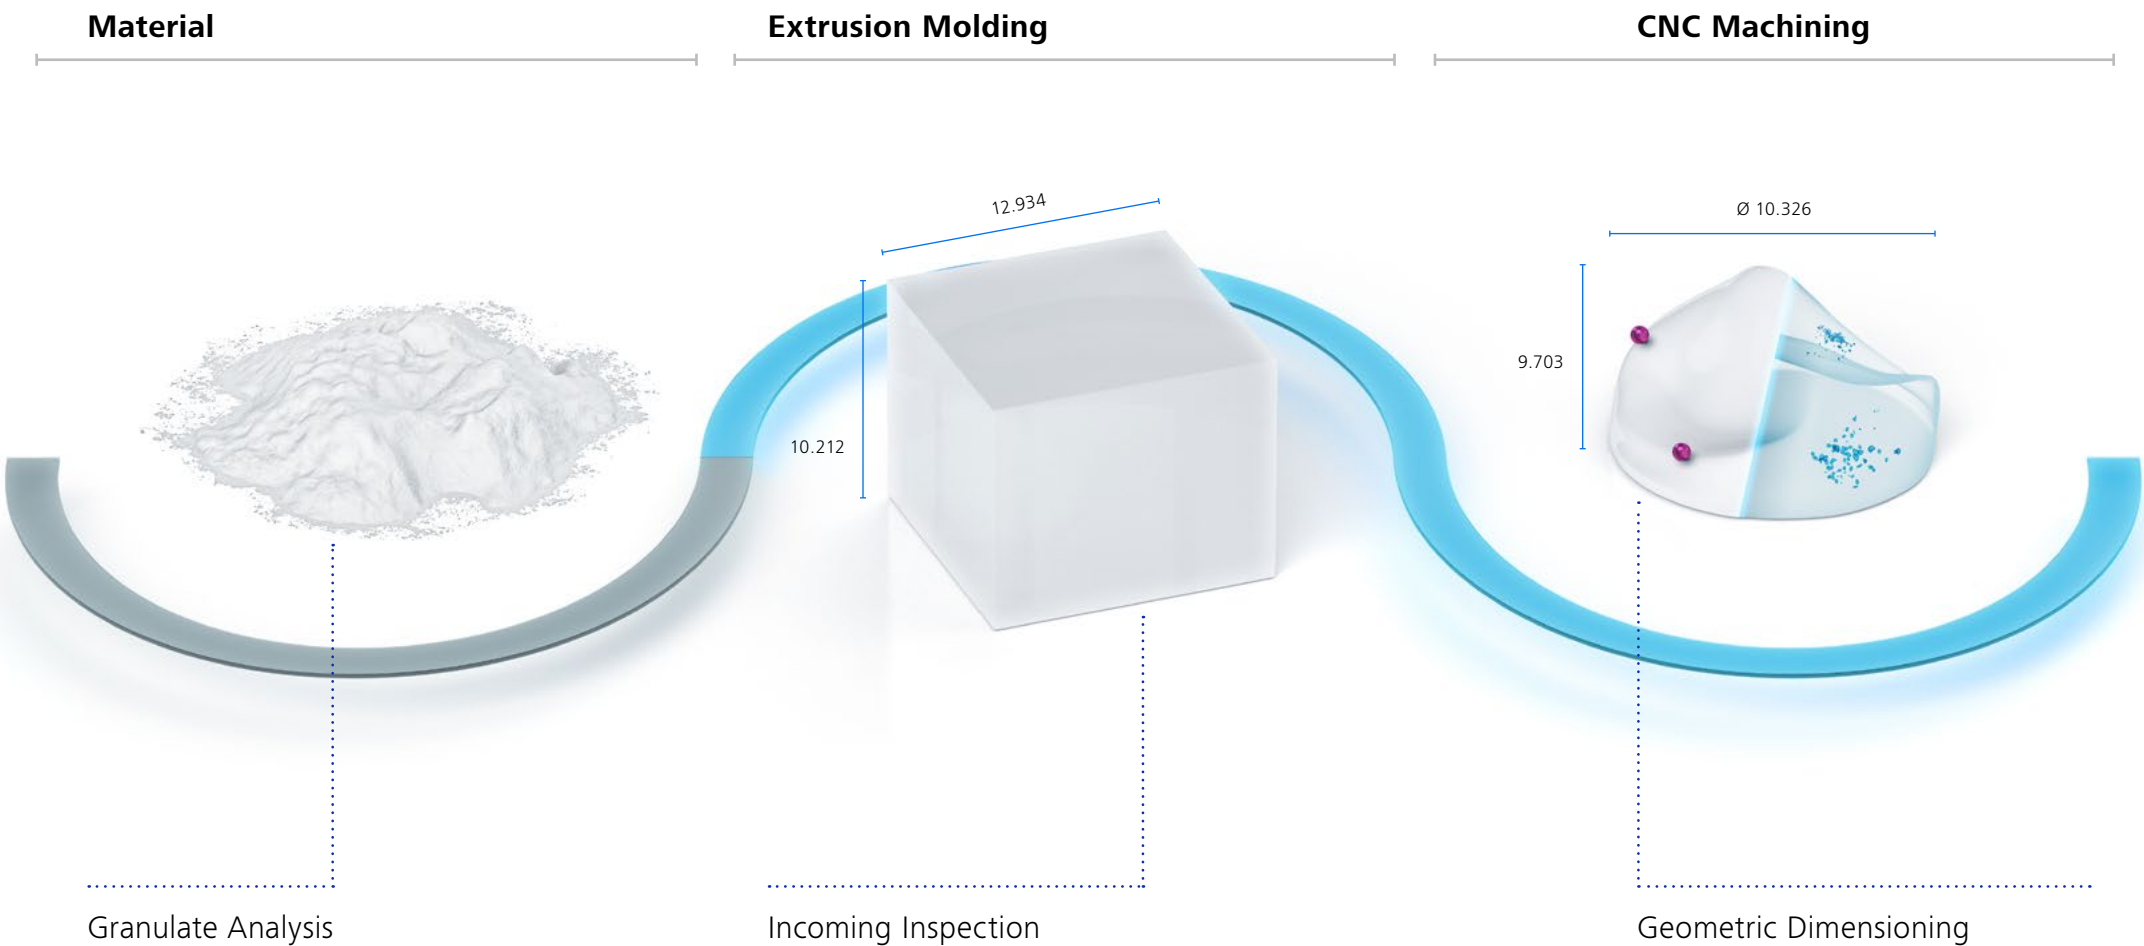 Material
Extrusion Molding
CNC Machining
12.934
Ø 10.326
9.703
10.212
Granulate Analysis
Incoming Inspection
Geometric Dimensioning